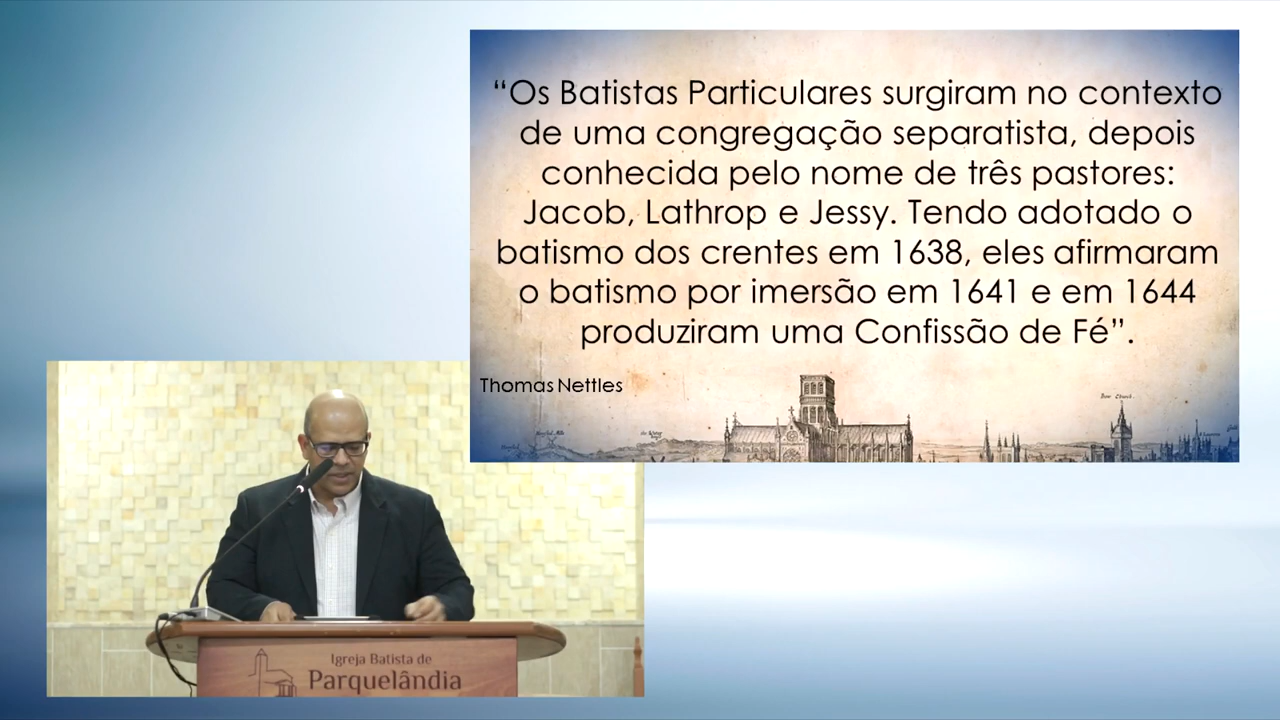 “Os Batistas Particulares surgiram no contexto
de uma congregação separatista, depois
conhecida pelo nome de três pastores:
Jacob, Lathrop e Jessy. Tendo adotado o
batismo dos crentes em 1638, eles afirmaram
o batismo por imersão em 1641 e em 1644
produziram uma Confissão de Fé”.
Thomas Nettles
Igreja Batista de
Parquelândia